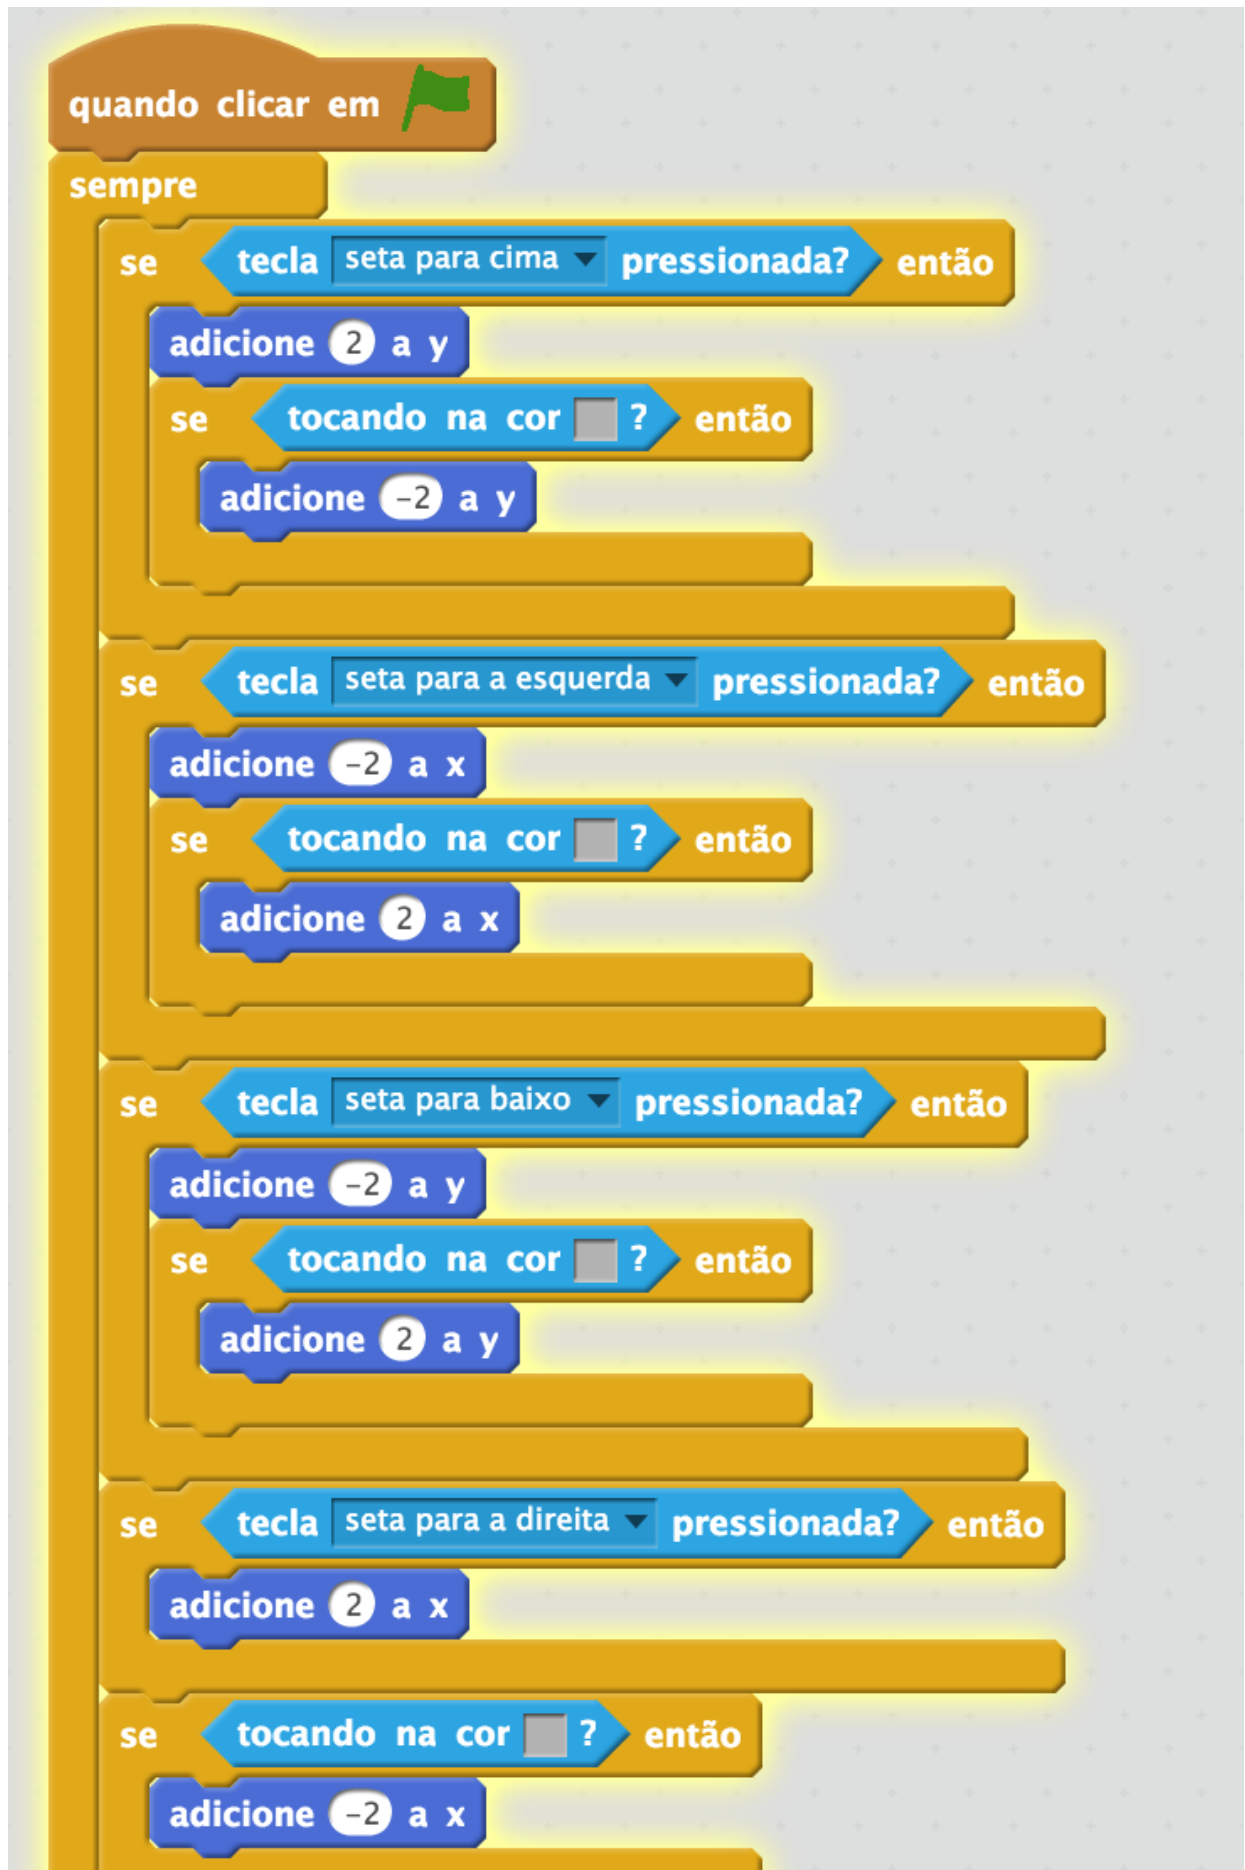 quando clicar em
sempre
se tecla seta para cima pressionada? então
adicione 2 a y
se tocando na cor ? então
adicione -2 a y
se tecla seta para a esquerda pressionada? então
adicione -2 a x
se tocando na cor ? então
adicione 2 a x
se tecla seta para baixo pressionada? então
adicione -2 a y
se tocando na cor ? então
adicione 2 a y
se tecla seta para a direita pressionada? então
adicione 2 a x
se tocando na cor ? então
adicione -2 a x